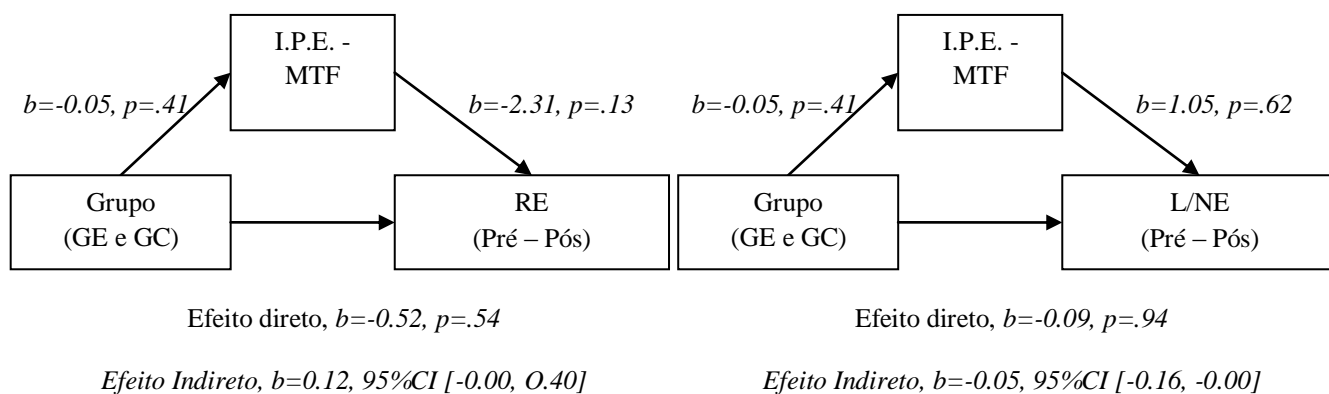 I.P.E. -
MTF
b=-0.05, p=.41
b=-2.31, p=.13
Grupo
(GE e GC)
RE
(Pré – Pós)
Efeito direto, b=-0.52, p=.54
Efeito Indireto, b=0.12, 95%CI [-0.00, O.40]
I.P.E. -
MTF
b=-0.05, p=.41
b=1.05, p=.62
Grupo
(GE e GC)
L/NE
(Pré – Pós)
Efeito direto, b=-0.09, p=.94
Efeito Indireto, b=-0.05, 95%CI [-0.16, -0.00]